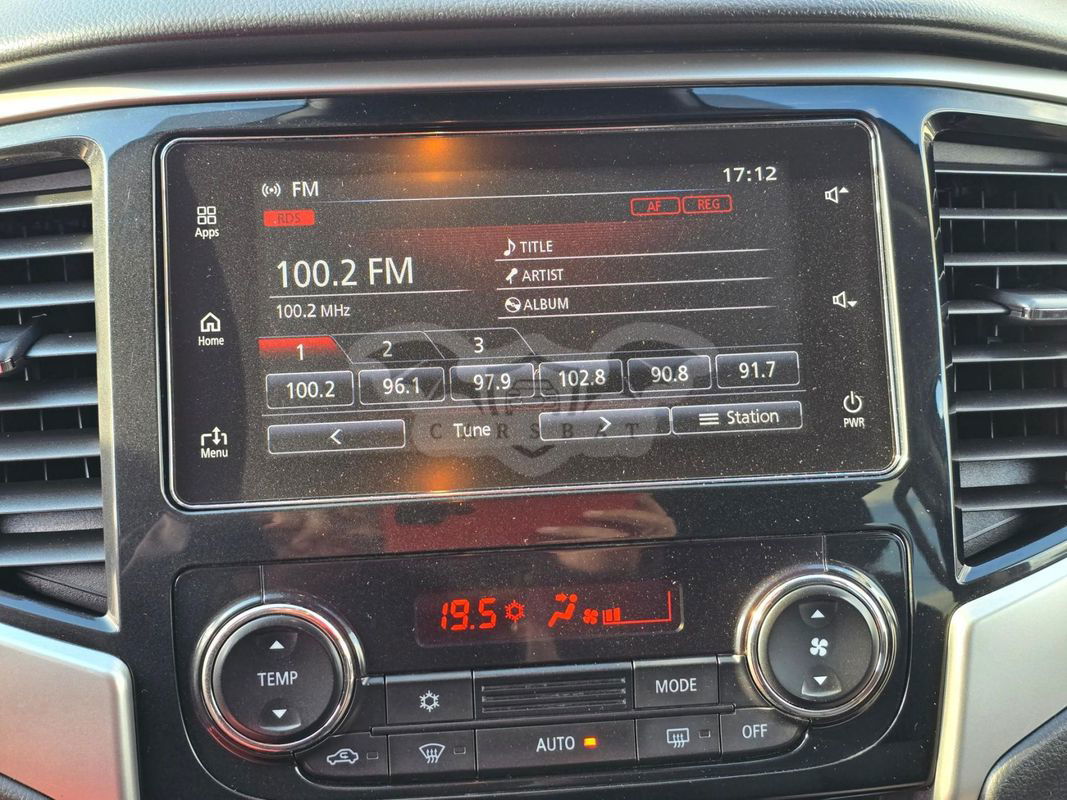 FM
17:12
RDS
AF REG
Apps
TITLE
100.2 FM
ARTIST
100.2 MHz
ALBUM
Home
1 2 3
100.2 96.1 97.9 102.8 90.8 91.7
< Tune > Station
PWR
Menu
CARSBAT
19.5
TEMP
MODE
AUTO
OFF